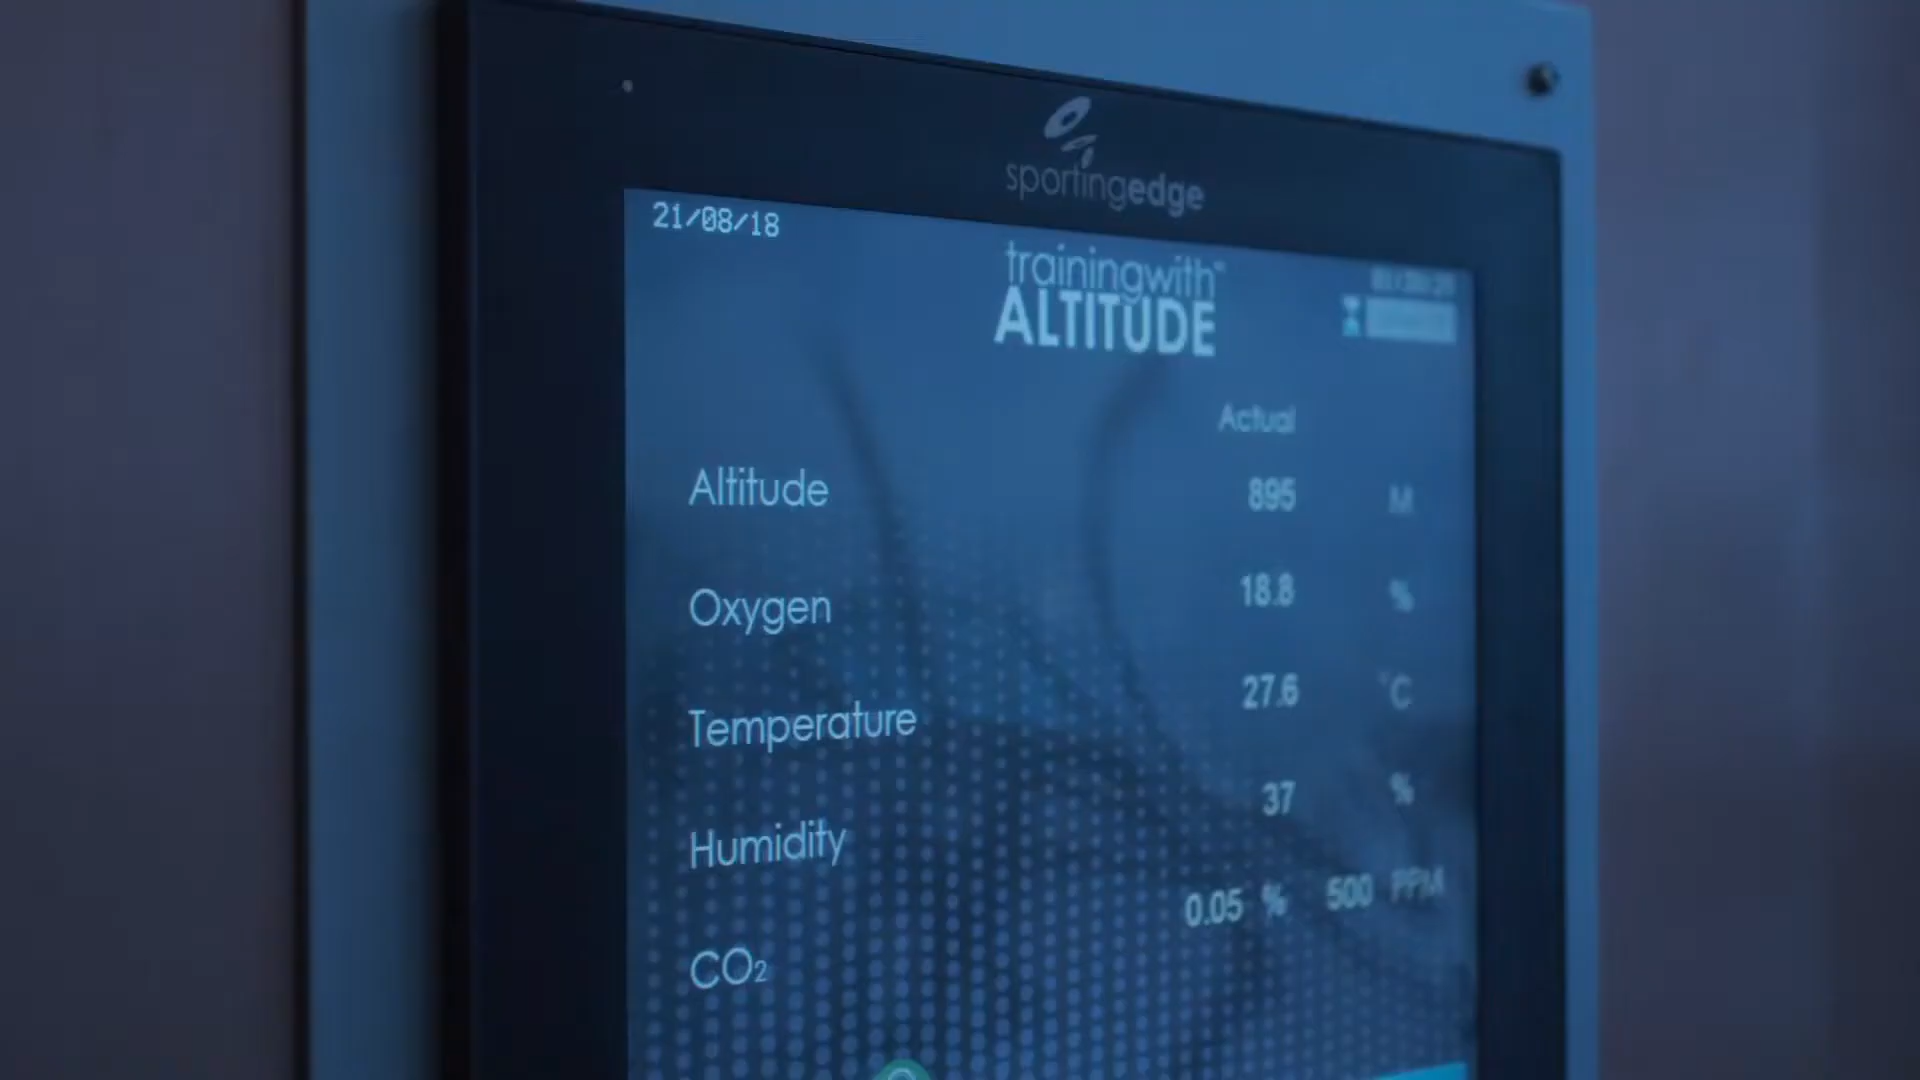 sportingedge
21/08/18
trainingwith™
ALTITUDE
Actual
Altitude 895 M
Oxygen 18.8 %
Temperature 27.6 °C
Humidity 37 %
CO₂ 0.05 % 500 PPM